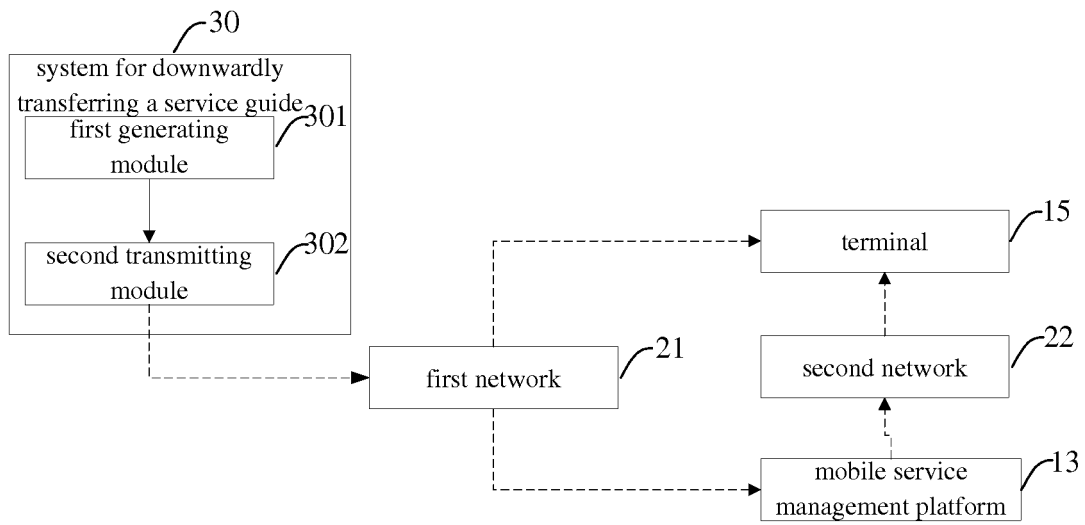 30
system for downwardly
transferring a service guide
301
first generating
module
302
second transmitting
module
15
terminal
21
first network
22
second network
13
mobile service
management platform